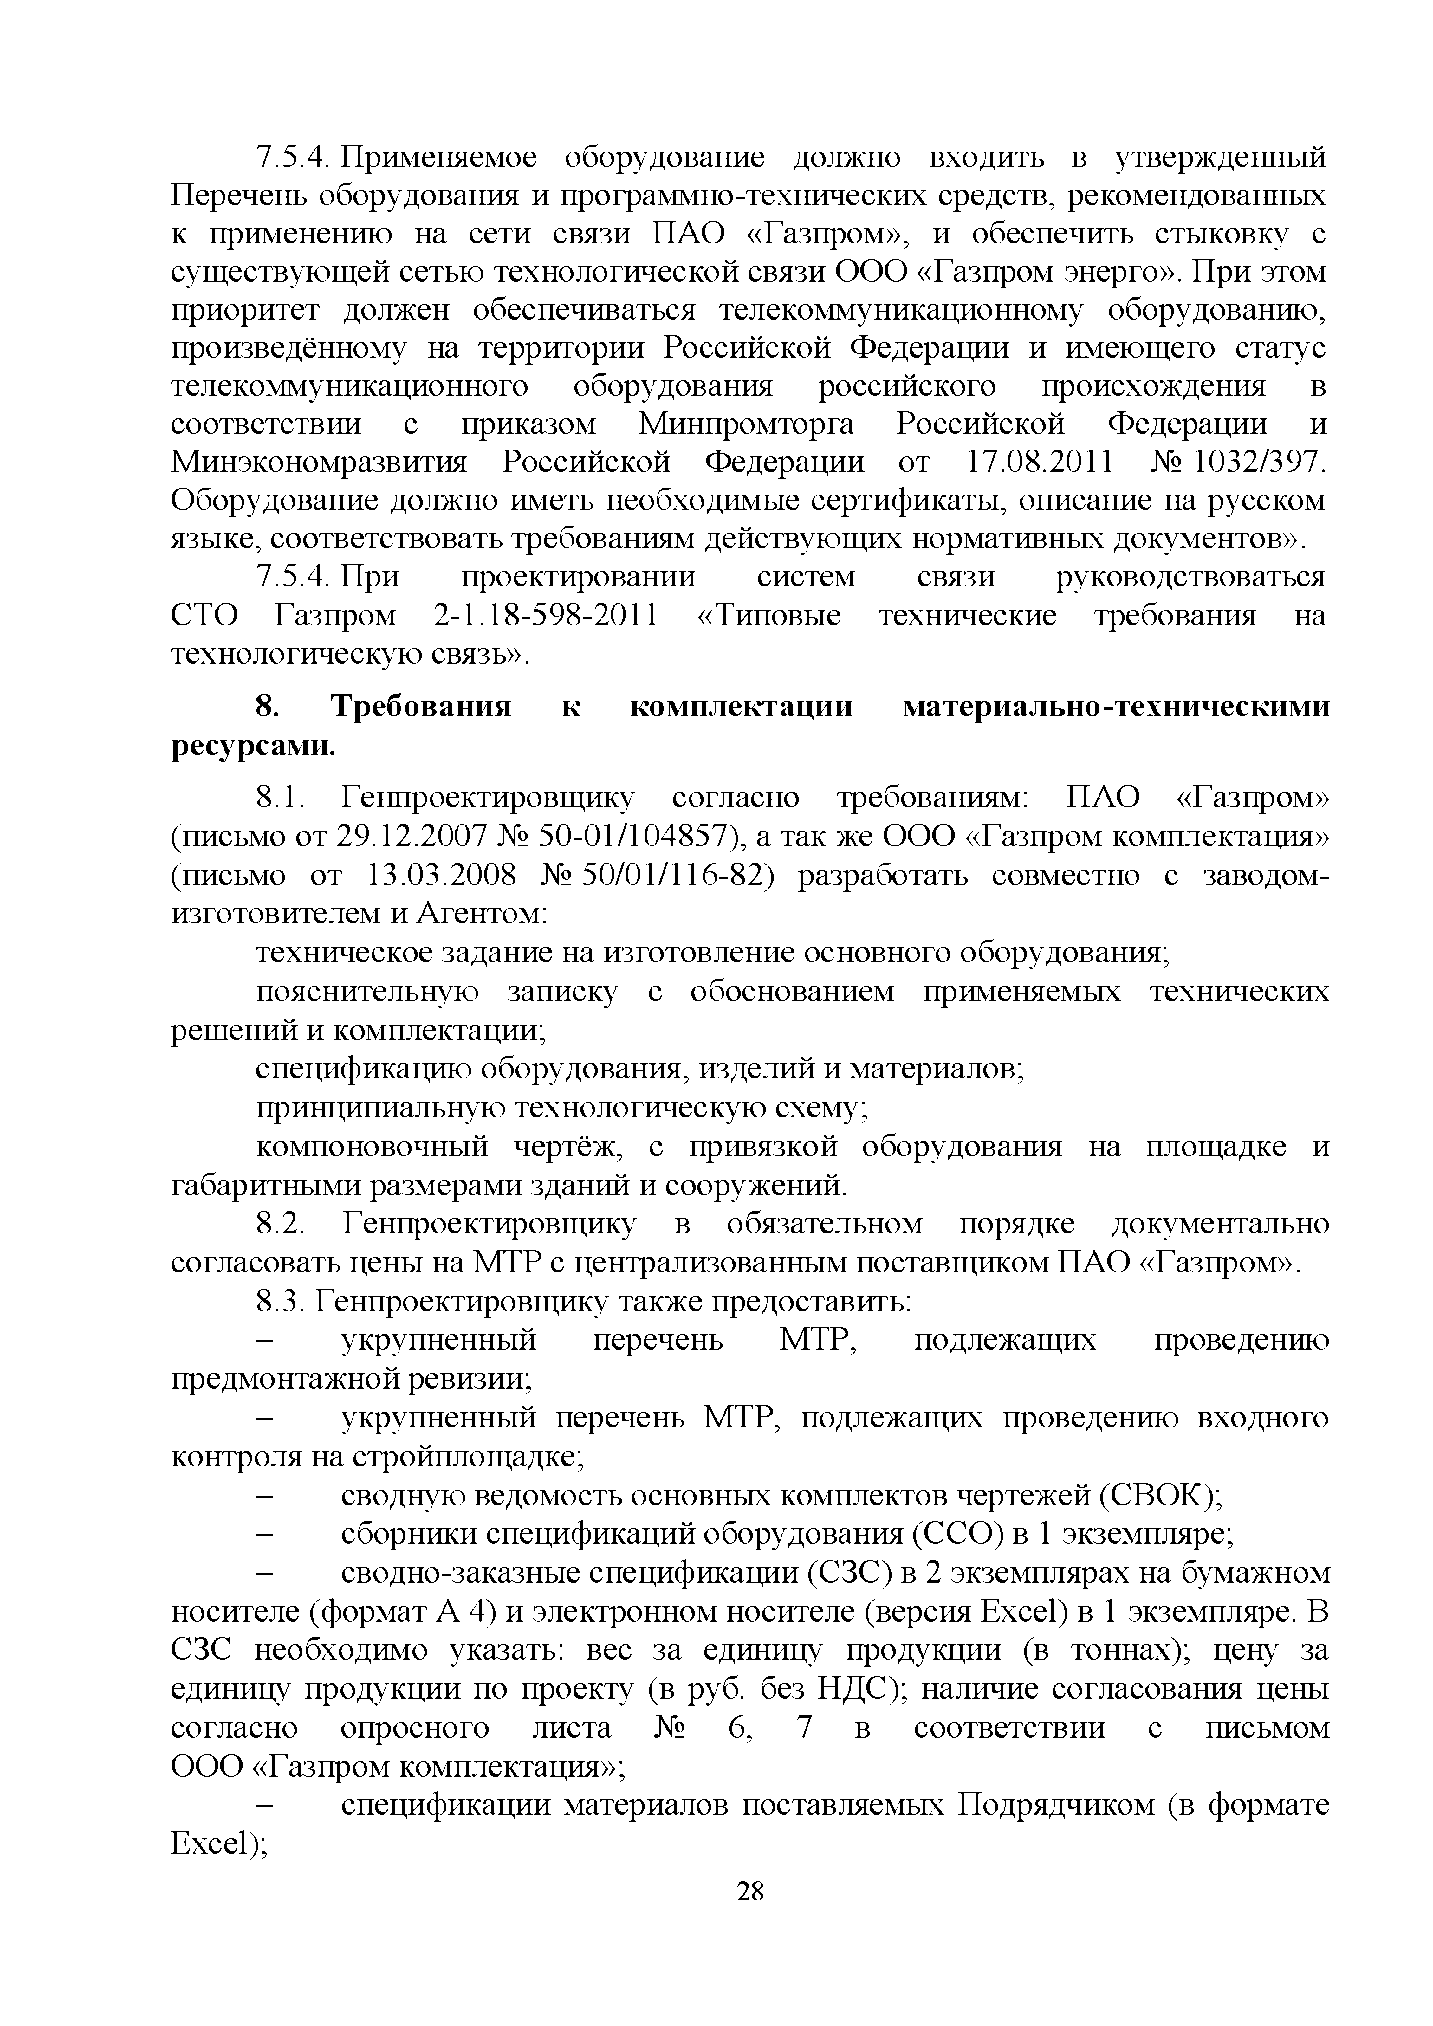 7.5.4. Применяемое оборудование должно входить в утвержденный
Перечень оборудования и программно-технических средств, рекомендованных
к применению на сети связи ПАО «Газпром», и обеспечить стыковку с
существующей сетью технологической связи ООО «Газпром энерго». При этом
приоритет должен обеспечиваться телекоммуникационному оборудованию,
произведённому на территории Российской Федерации и имеющего статус
телекоммуникационного оборудования российского происхождения в
соответствии с приказом Минпромторга Российской Федерации и
Минэкономразвития Российской Федерации от 17.08.2011 № 1032/397.
Оборудование должно иметь необходимые сертификаты, описание на русском
языке, соответствовать требованиям действующих нормативных документов».
7.5.4. При проектировании систем связи руководствоваться
СТО Газпром 2-1.18-598-2011 «Типовые технические требования на
технологическую связь».
8. Требования к комплектации материально-техническими
ресурсами.
8.1. Генпроектировщику согласно требованиям: ПАО «Газпром»
(письмо от 29.12.2007 № 50-01/104857), а так же ООО «Газпром комплектация»
(письмо от 13.03.2008 № 50/01/116-82) разработать совместно с заводом-
изготовителем и Агентом:
техническое задание на изготовление основного оборудования;
пояснительную записку с обоснованием применяемых технических
решений и комплектации;
спецификацию оборудования, изделий и материалов;
принципиальную технологическую схему;
компоновочный чертёж, с привязкой оборудования на площадке и
габаритными размерами зданий и сооружений.
8.2. Генпроектировщику в обязательном порядке документально
согласовать цены на МТР с централизованным поставщиком ПАО «Газпром».
8.3. Генпроектировщику также предоставить:
– укрупненный перечень МТР, подлежащих проведению
предмонтажной ревизии;
– укрупненный перечень МТР, подлежащих проведению входного
контроля на стройплощадке;
– сводную ведомость основных комплектов чертежей (СВОК);
– сборники спецификаций оборудования (ССО) в 1 экземпляре;
– сводно-заказные спецификации (СЗС) в 2 экземплярах на бумажном
носителе (формат А 4) и электронном носителе (версия Excel) в 1 экземпляре. В
СЗС необходимо указать: вес за единицу продукции (в тоннах); цену за
единицу продукции по проекту (в руб. без НДС); наличие согласования цены
согласно опросного листа № 6, 7 в соответствии с письмом
ООО «Газпром комплектация»;
– спецификации материалов поставляемых Подрядчиком (в формате
Excel);
28